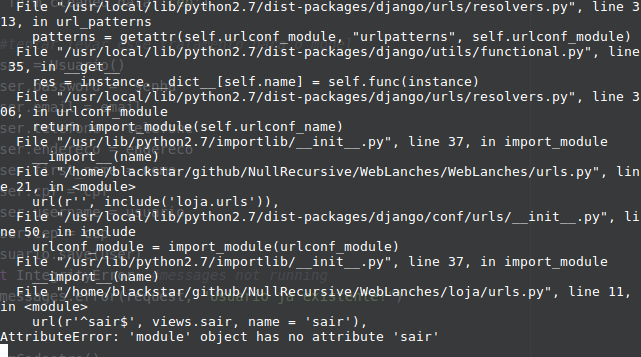 File "/usr/local/lib/python2.7/dist-packages/django/urls/resolvers.py", line 3
13, in url_patterns
patterns = getattr(self.urlconf_module, "urlpatterns", self.urlconf_module)
File "/usr/local/lib/python2.7/dist-packages/django/utils/functional.py", line
35, in __get__
res = instance.__dict__[self.name] = self.func(instance)
File "/usr/local/lib/python2.7/dist-packages/django/urls/resolvers.py", line 3
06, in urlconf_module
return import_module(self.urlconf_name)
File "/usr/lib/python2.7/importlib/__init__.py", line 37, in import_module
__import__(name)
File "/home/blackstar/github/NullRecursive/WebLanches/WebLanches/urls.py", lin
e 21, in <module>
url(r'', include('loja.urls')),
File "/usr/local/lib/python2.7/dist-packages/django/conf/urls/__init__.py", li
ne 50, in include
urlconf_module = import_module(urlconf_module)
File "/usr/lib/python2.7/importlib/__init__.py", line 37, in import_module
__import__(name)
File "/home/blackstar/github/NullRecursive/WebLanches/loja/urls.py", line 11,
in <module>
url(r'^sair$', views.sair, name = 'sair'),
AttributeError: 'module' object has no attribute 'sair'